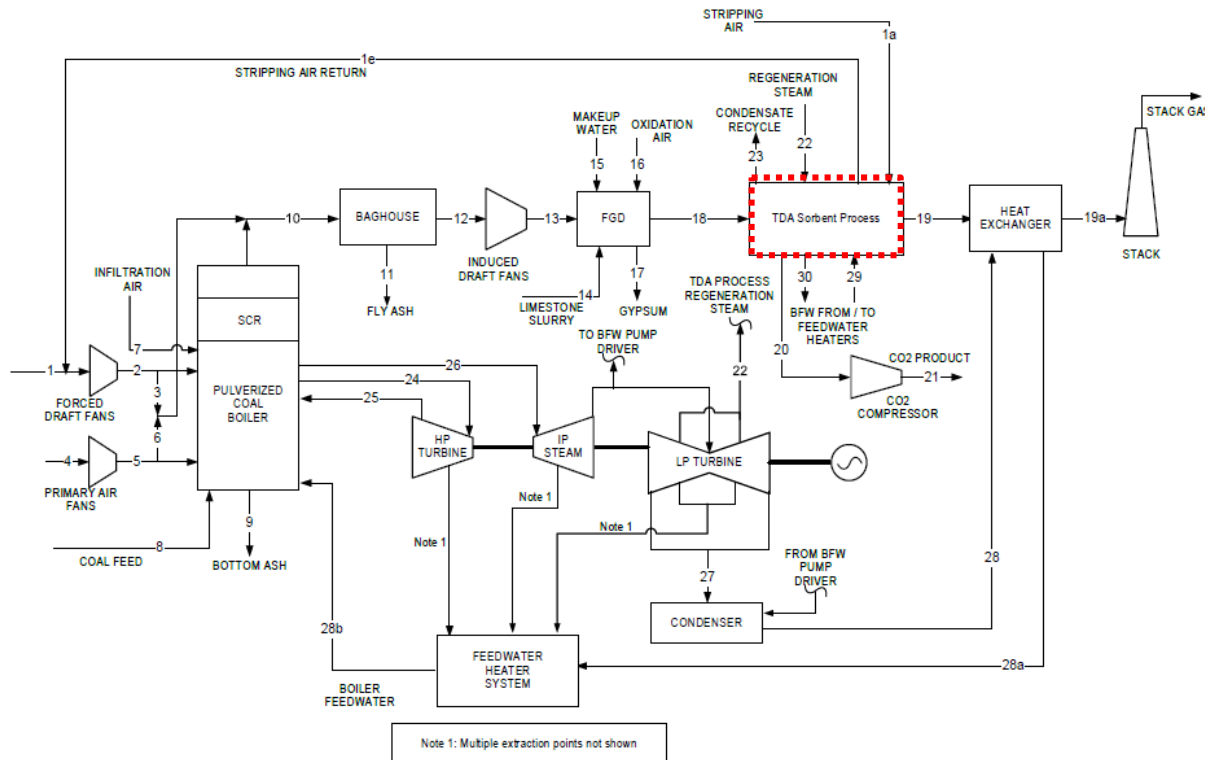 STRIPPING
AIR
1e
1a
STRIPPING AIR RETURN
REGENERATION
STEAM
STACK GAS
MAKEUP
WATER
OXIDATION
AIR
CONDENSATE
RECYCLE
15
16
23
22
10
BAGHOUSE
12
13
FGD
18
TDA Sorbent Process
19
HEAT
EXCHANGER
19a
STACK
INDUCED
DRAFT FANS
11
FLY ASH
14
LIMESTONE
SLURRY
17
GYPSUM
INFILTRATION
AIR
TDA PROCESS
REGENERATION
STEAM
30
29
BFW FROM / TO
FEEDWATER
HEATERS
SCR
TO BFW PUMP
DRIVER
7
20
CO2 PRODUCT
21
CO2
COMPRESSOR
26
24
25
22
1
2
3
FORCED
DRAFT FANS
PULVERIZED
COAL
BOILER
6
4
5
PRIMARY AIR
FANS
HP
TURBINE
IP
STEAM
LP TURBINE
Note 1
Note 1
Note 1
8
COAL FEED
9
BOTTOM ASH
27
FROM BFW
PUMP
DRIVER
28
CONDENSER
28b
28a
FEEDWATER
HEATER
SYSTEM
BOILER
FEEDWATER
Note 1: Multiple extraction points not shown